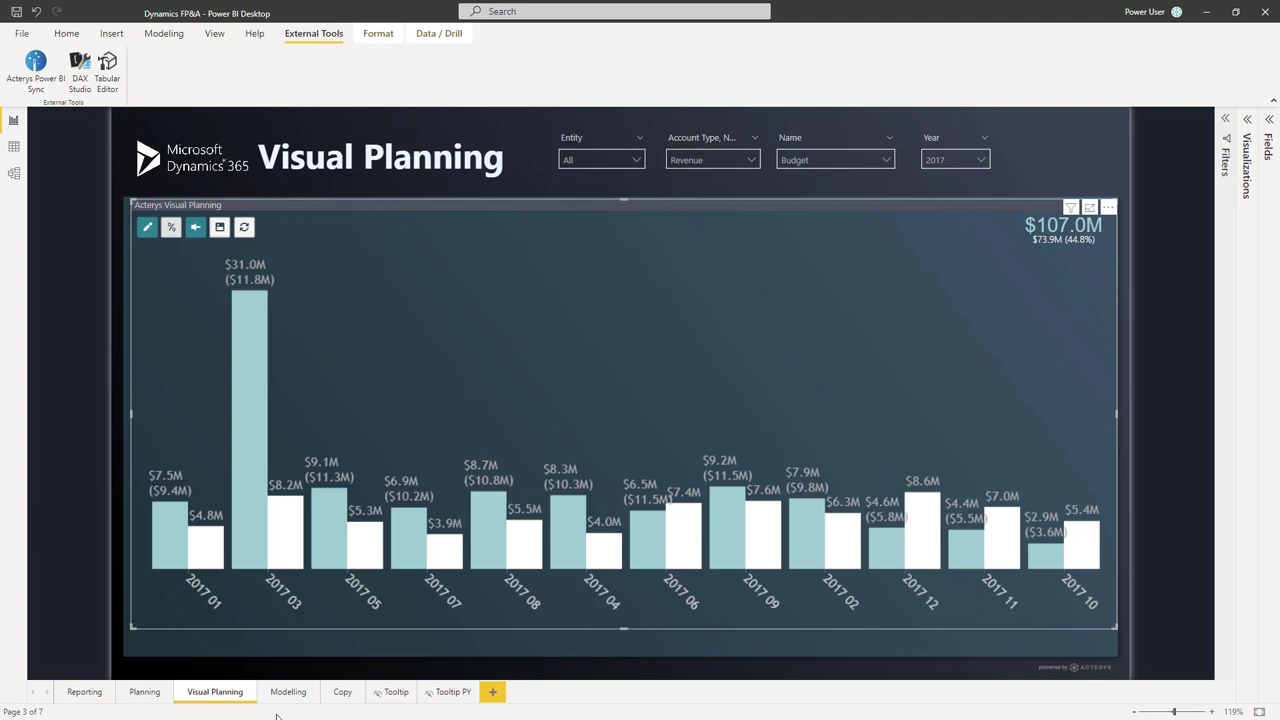 Dynamics FP&A - Power BI Desktop
Search
Power User
File
Home
Insert
Modeling
View
Help
External Tools
Format
Data / Drill
Acterys Power BI
Sync
DAX
Studio
Tabular
Editor
External Tools
Microsoft
Dynamics 365
Visual Planning
Entity
All
Account Type, N...
Revenue
Name
Budget
Year
2017
Filters
Visualizations
Fields
Acterys Visual Planning
%
$107.0M
$73.9M (44.8%)
$7.5M
($9.4M)
$4.8M
$31.0M
($11.8M)
$8.2M
$9.1M
($11.3M)
$5.3M
$6.9M
($10.2M)
$3.9M
$8.7M
($10.8M)
$5.5M
$8.3M
($10.3M)
$4.0M
$6.5M
($11.5M)
$7.4M
$9.2M
($11.5M)
$7.6M
$7.9M
($9.8M)
$6.3M
$4.6M
($5.8M)
$8.6M
$4.4M
($5.5M)
$7.0M
$2.9M
($3.6M)
$5.4M
2017 01
2017 03
2017 05
2017 07
2017 08
2017 04
2017 06
2017 09
2017 02
2017 12
2017 11
2017 10
powered by ACTERYS
Reporting
Planning
Visual Planning
Modelling
Copy
Tooltip
Tooltip PY
Page 3 of 7
119%